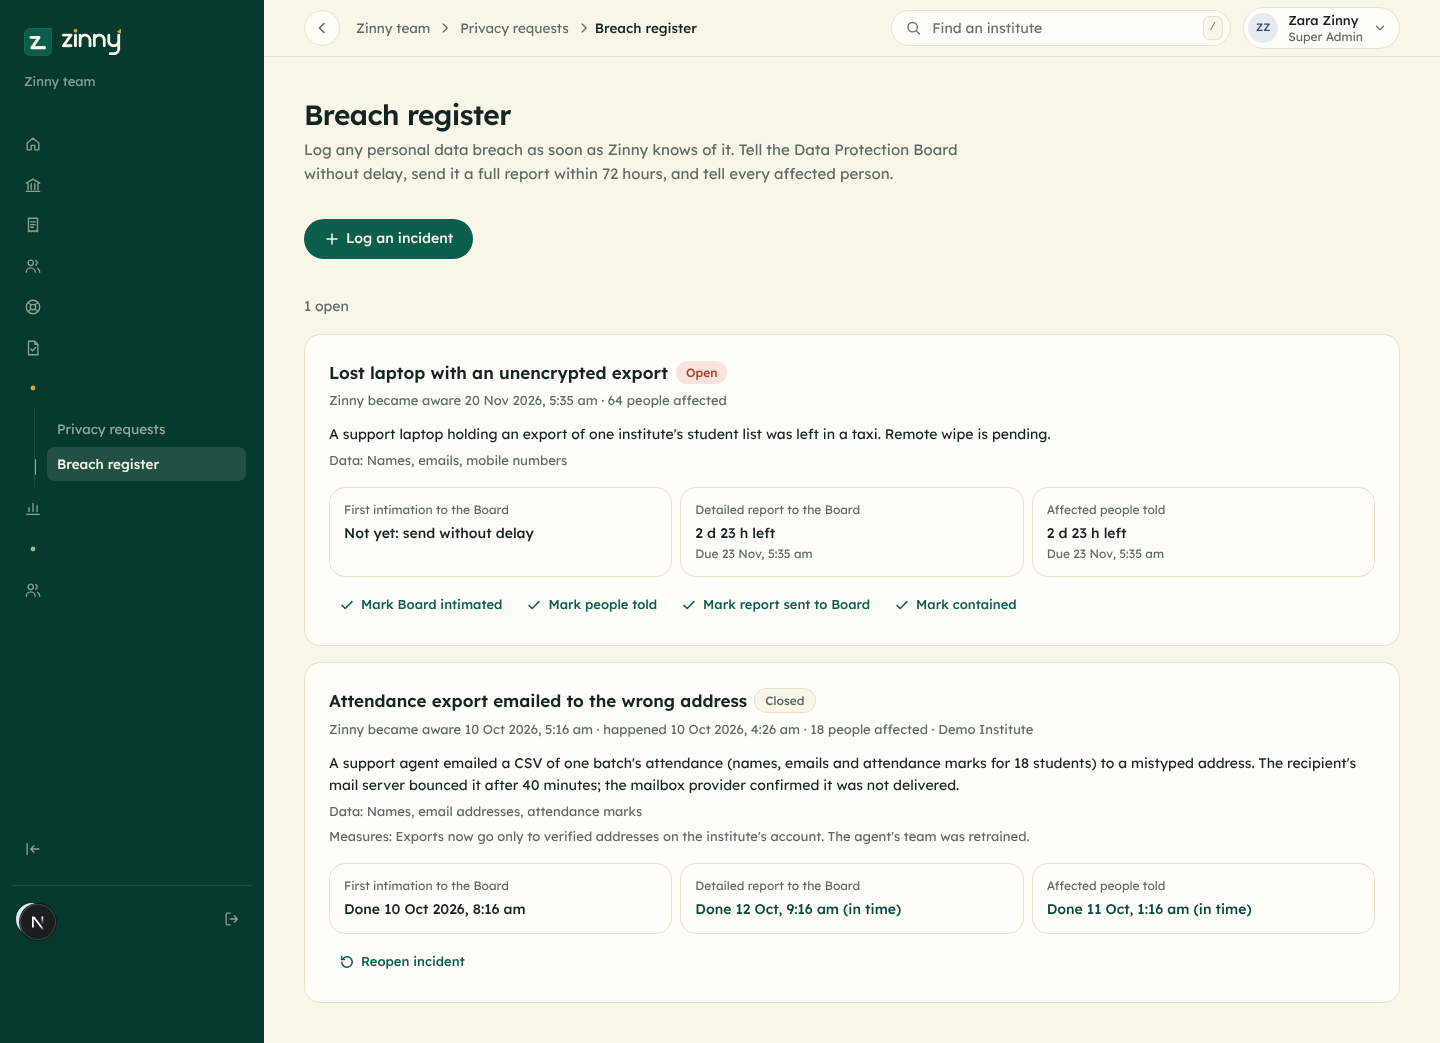 zinny
Zinny team
Privacy requests
Breach register
N
Zinny team
Privacy requests
Breach register
Find an institute
/
ZZ
Zara Zinny
Super Admin
Breach register
Log any personal data breach as soon as Zinny knows of it. Tell the Data Protection Board
without delay, send it a full report within 72 hours, and tell every affected person.
Log an incident
1 open
Lost laptop with an unencrypted export
Open
Zinny became aware 20 Nov 2026, 5:35 am · 64 people affected
A support laptop holding an export of one institute's student list was left in a taxi. Remote wipe is pending.
Data: Names, emails, mobile numbers
First intimation to the Board
Not yet: send without delay
Detailed report to the Board
2 d 23 h left
Due 23 Nov, 5:35 am
Affected people told
2 d 23 h left
Due 23 Nov, 5:35 am
Mark Board intimated
Mark people told
Mark report sent to Board
Mark contained
Attendance export emailed to the wrong address
Closed
Zinny became aware 10 Oct 2026, 5:16 am · happened 10 Oct 2026, 4:26 am · 18 people affected · Demo Institute
A support agent emailed a CSV of one batch's attendance (names, emails and attendance marks for 18 students) to a mistyped address. The recipient's
mail server bounced it after 40 minutes; the mailbox provider confirmed it was not delivered.
Data: Names, email addresses, attendance marks
Measures: Exports now go only to verified addresses on the institute's account. The agent's team was retrained.
First intimation to the Board
Done 10 Oct 2026, 8:16 am
Detailed report to the Board
Done 12 Oct, 9:16 am (in time)
Affected people told
Done 11 Oct, 1:16 am (in time)
Reopen incident